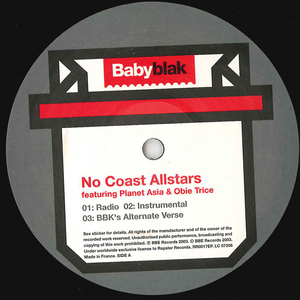 Babyblak
No Coast Allstars
featuring Planet Asia & Obie Trice
01: Radio 02: Instrumental
03: BBK's Alternate Verse
See sticker for details. All rights of the manufacturer and of the owner of the
recorded work reserved. Unauthorised public performance, broadcasting and
copying of this work prohibited. ℗ BBE Records 2003. © BBE Records 2003.
Under worldwide exclusive license to Rapster Records. RR0017EP. LC 07306
Made in France. SIDE A